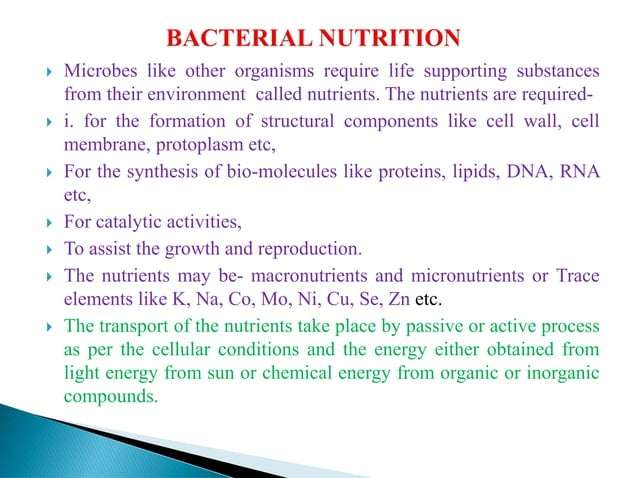 BACTERIAL NUTRITION
Microbes like other organisms require life supporting substances
from their environment called nutrients. The nutrients are required-
i. for the formation of structural components like cell wall, cell
membrane, protoplasm etc,
For the synthesis of bio-molecules like proteins, lipids, DNA, RNA
etc,
For catalytic activities,
To assist the growth and reproduction.
The nutrients may be- macronutrients and micronutrients or Trace
elements like K, Na, Co, Mo, Ni, Cu, Se, Zn etc.
The transport of the nutrients take place by passive or active process
as per the cellular conditions and the energy either obtained from
light energy from sun or chemical energy from organic or inorganic
compounds.